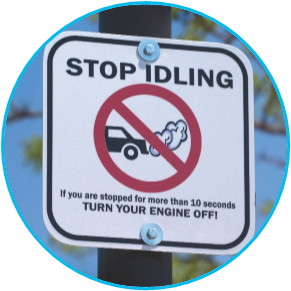 STOP IDLING
If you are stopped for more than 10 seconds
TURN YOUR ENGINE OFF!